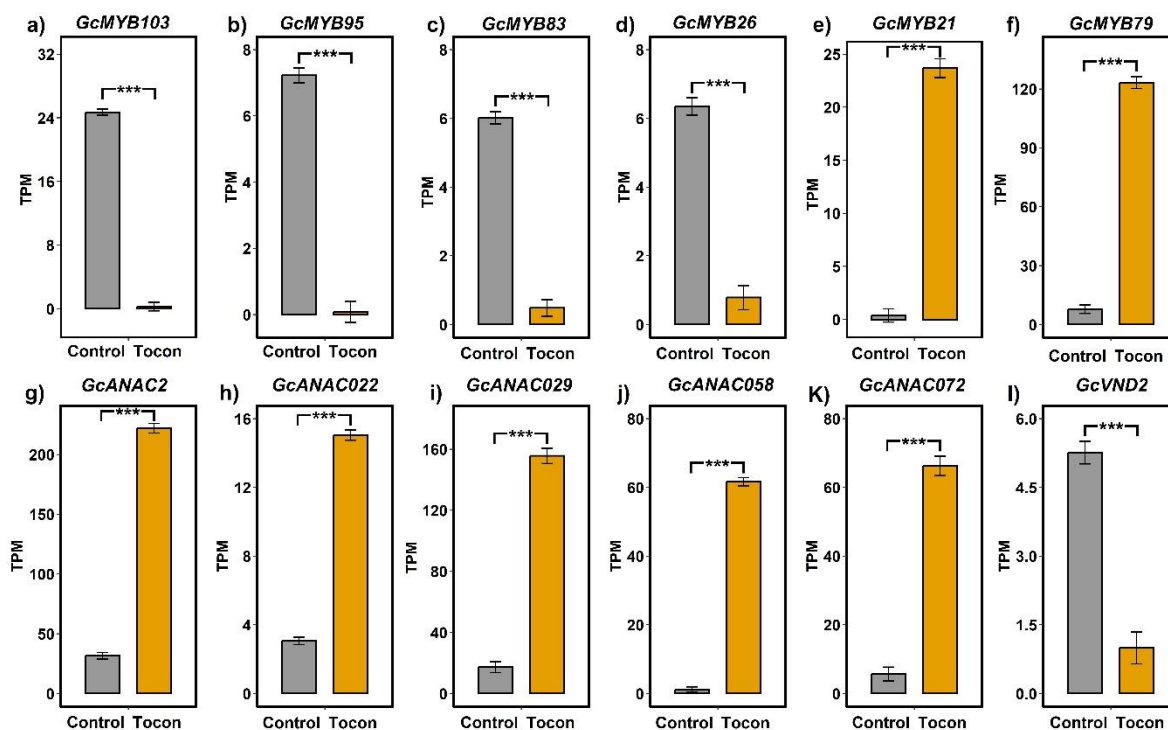 a) GcMYB103
TPM
32
24
16
8
0
***
Control Tocon
b) GcMYB95
TPM
8
6
4
2
0
***
Control Tocon
c) GcMYB83
TPM
8
6
4
2
0
***
Control Tocon
d) GcMYB26
TPM
8
6
4
2
0
***
Control Tocon
e) GcMYB21
TPM
25
20
15
10
5
0
***
Control Tocon
f) GcMYB79
TPM
120
90
60
30
0
***
Control Tocon
g) GcANAC2
TPM
200
150
100
50
0
***
Control Tocon
h) GcANAC022
TPM
16
12
8
4
0
***
Control Tocon
i) GcANAC029
TPM
160
120
80
40
0
***
Control Tocon
j) GcANAC058
TPM
80
60
40
20
0
***
Control Tocon
K) GcANAC072
TPM
80
60
40
20
0
***
Control Tocon
l) GcVND2
TPM
6.0
4.5
3.0
1.5
0.0
***
Control Tocon